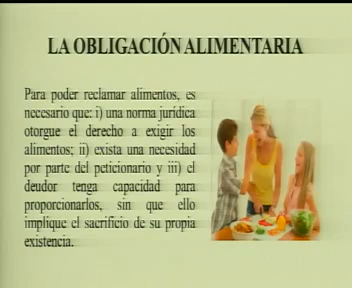 LA OBLIGACIÓN ALIMENTARIA
Para poder reclamar alimentos, es
necesario que: i) una norma jurídica
otorgue el derecho a exigir los
alimentos; ii) exista una necesidad
por parte del peticionario y iii) el
deudor tenga capacidad para
proporcionarlos, sin que ello
implique el sacrificio de su propia
existencia.